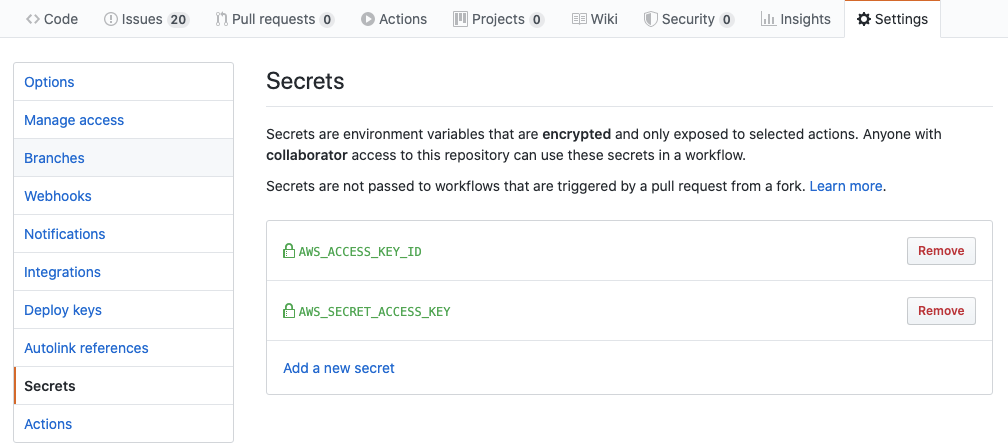 Code Issues 20 Pull requests 0 Actions Projects 0 Wiki Security 0 Insights Settings
Options
Manage access
Branches
Webhooks
Notifications
Integrations
Deploy keys
Autolink references
Secrets
Actions
Secrets
Secrets are environment variables that are encrypted and only exposed to selected actions. Anyone with
collaborator access to this repository can use these secrets in a workflow.
Secrets are not passed to workflows that are triggered by a pull request from a fork. Learn more.
AWS_ACCESS_KEY_ID Remove
AWS_SECRET_ACCESS_KEY Remove
Add a new secret